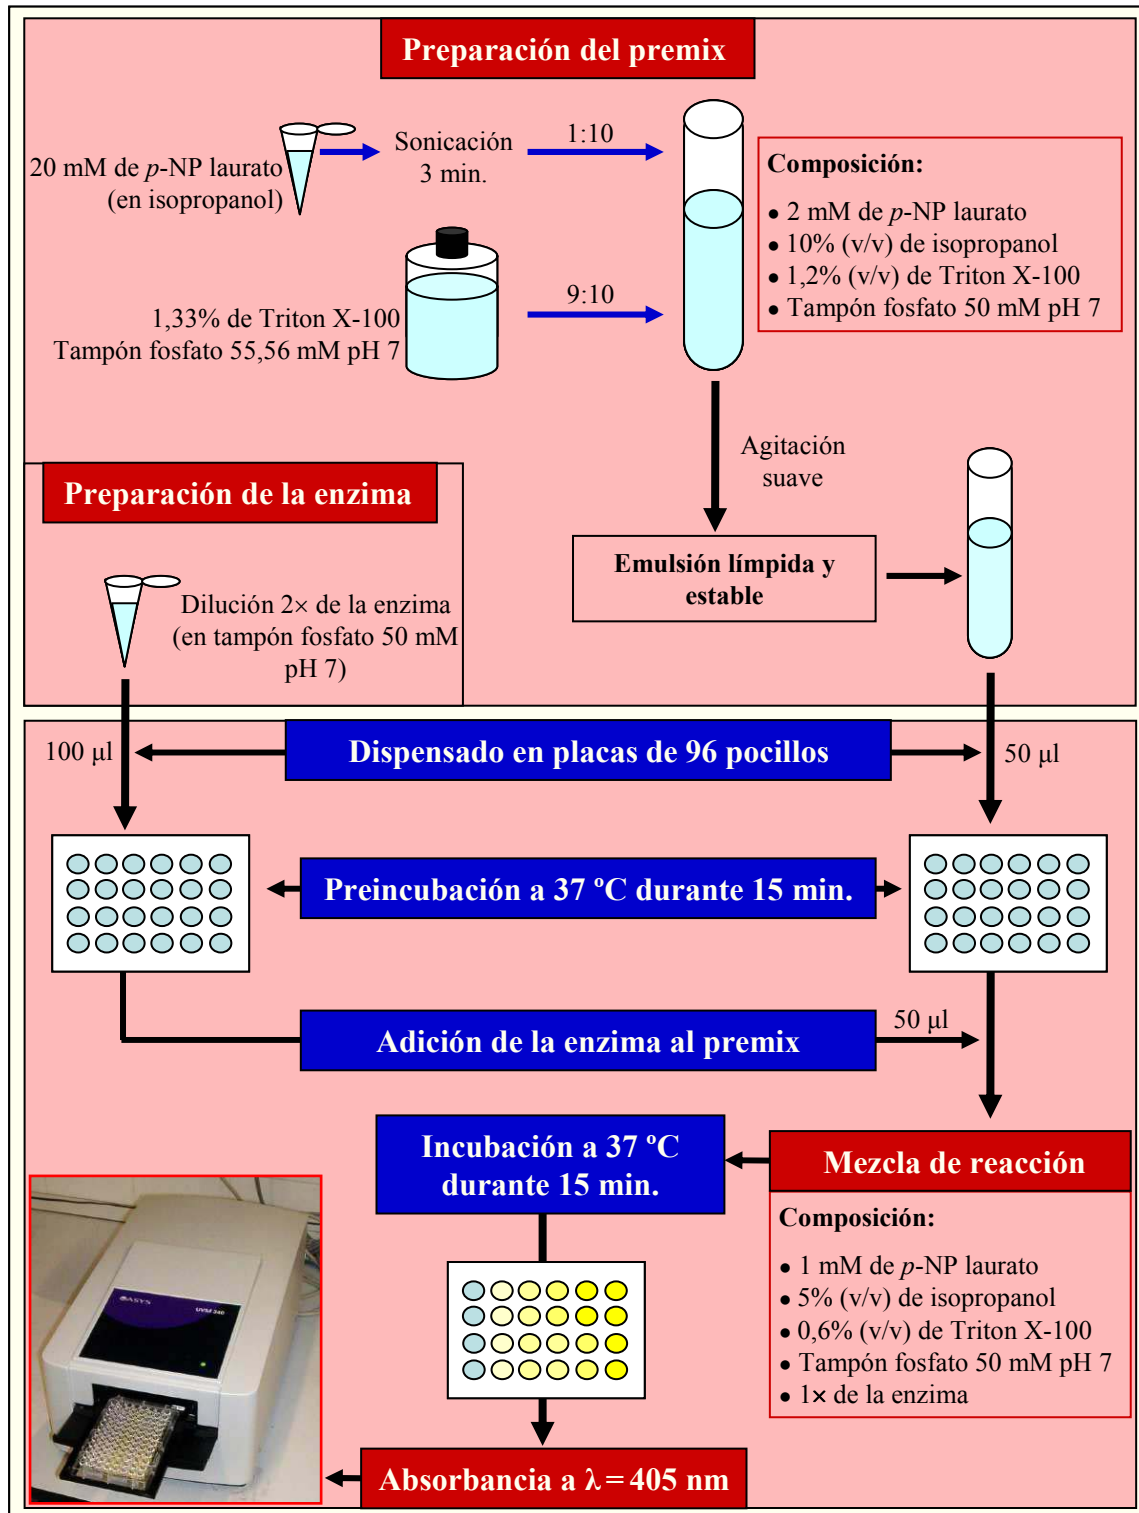 Preparación del premix
20 mM de p-NP laurato
(en isopropanol)
Sonicación
3 min.
1:10
1,33% de Triton X-100
Tampón fosfato 55,56 mM pH 7
9:10
Composición:
● 2 mM de p-NP laurato
● 10% (v/v) de isopropanol
● 1,2% (v/v) de Triton X-100
● Tampón fosfato 50 mM pH 7
Agitación
suave
Emulsión límpida y
estable
Preparación de la enzima
Dilución 2× de la enzima
(en tampón fosfato 50 mM
pH 7)
100 µl
Dispensado en placas de 96 pocillos
50 µl
Preincubación a 37 ºC durante 15 min.
Adición de la enzima al premix
50 µl
Incubación a 37 ºC
durante 15 min.
Mezcla de reacción
Composición:
● 1 mM de p-NP laurato
● 5% (v/v) de isopropanol
● 0,6% (v/v) de Triton X-100
● Tampón fosfato 50 mM pH 7
● 1× de la enzima
ASYS
UVM 340
Absorbancia a λ = 405 nm